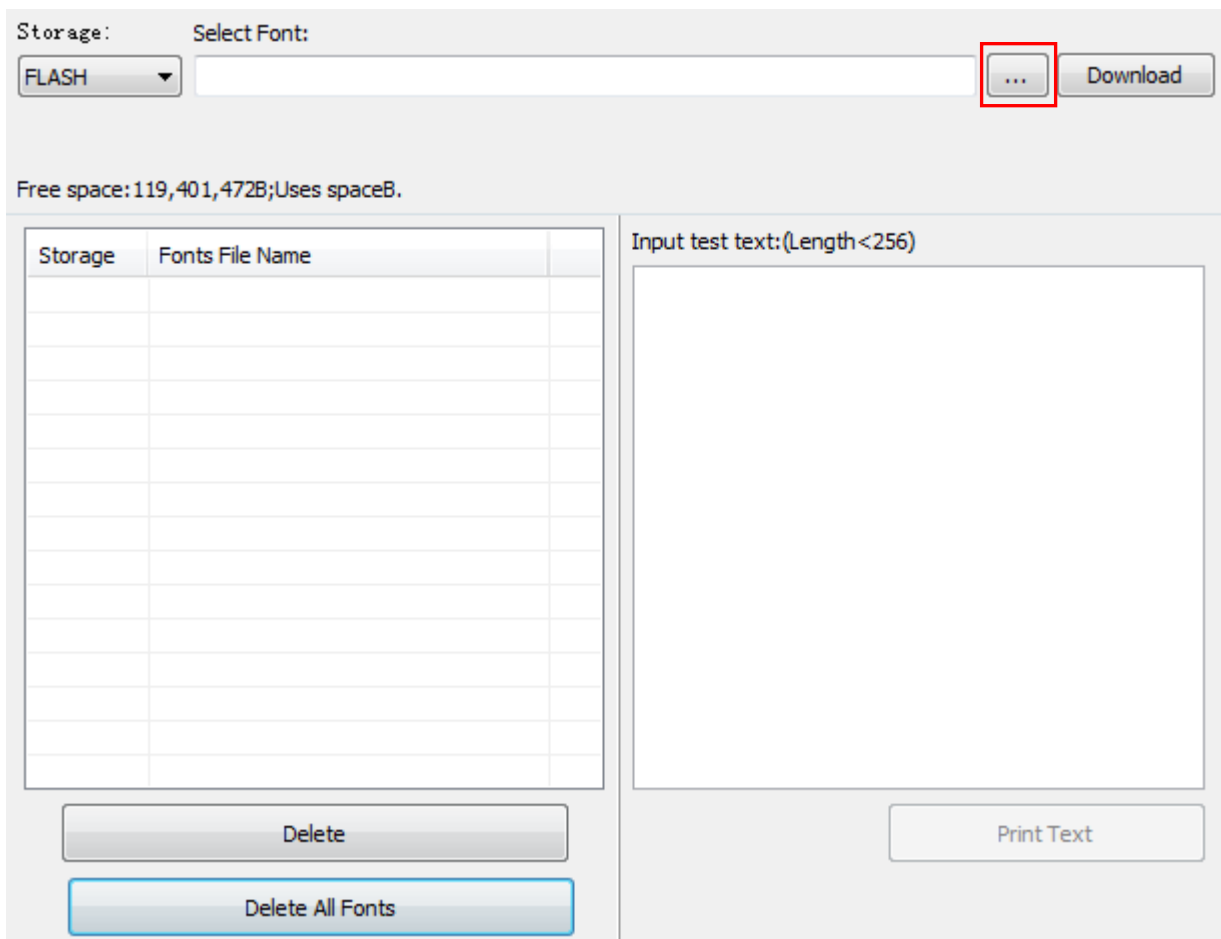 Storage: Select Font:
FLASH ... Download
Free space:119,401,472B;Uses spaceB.
Storage Fonts File Name
Input test text:(Length<256)
Delete
Print Text
Delete All Fonts